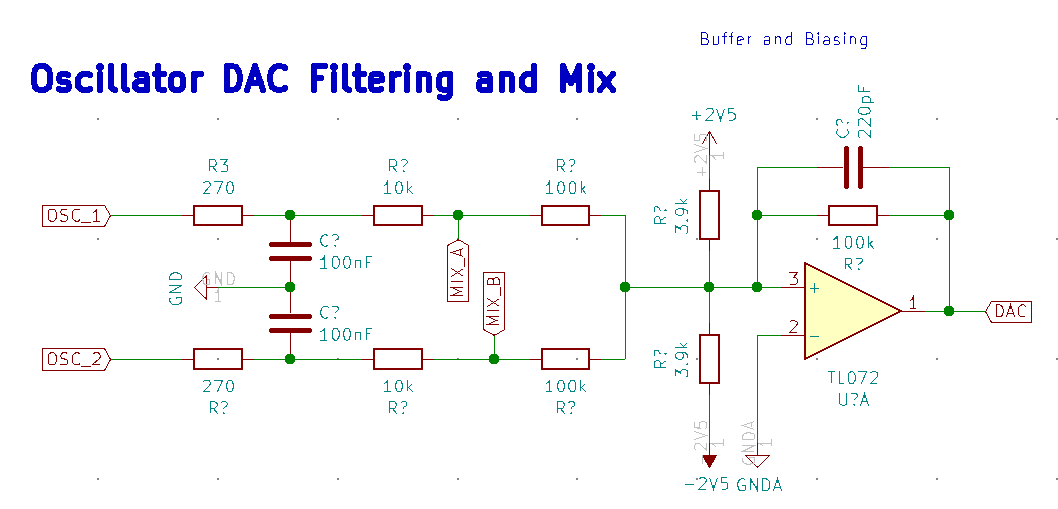 Buffer and Biasing
Oscillator DAC Filtering and Mix
+2V5
+2V5
1
C?
220pF
R3
270
R?
10k
R?
100k
OSC_1
R?
3.9k
C?
100nF
100k
R?
MIX_A
MIX_B
GND
GND
1
3
+
1
DAC
C?
100nF
2
-
OSC_2
R?
3.9k
270
R?
10k
R?
100k
R?
TL072
U?A
-2V5
1
GNDA
1
-2V5
GNDA